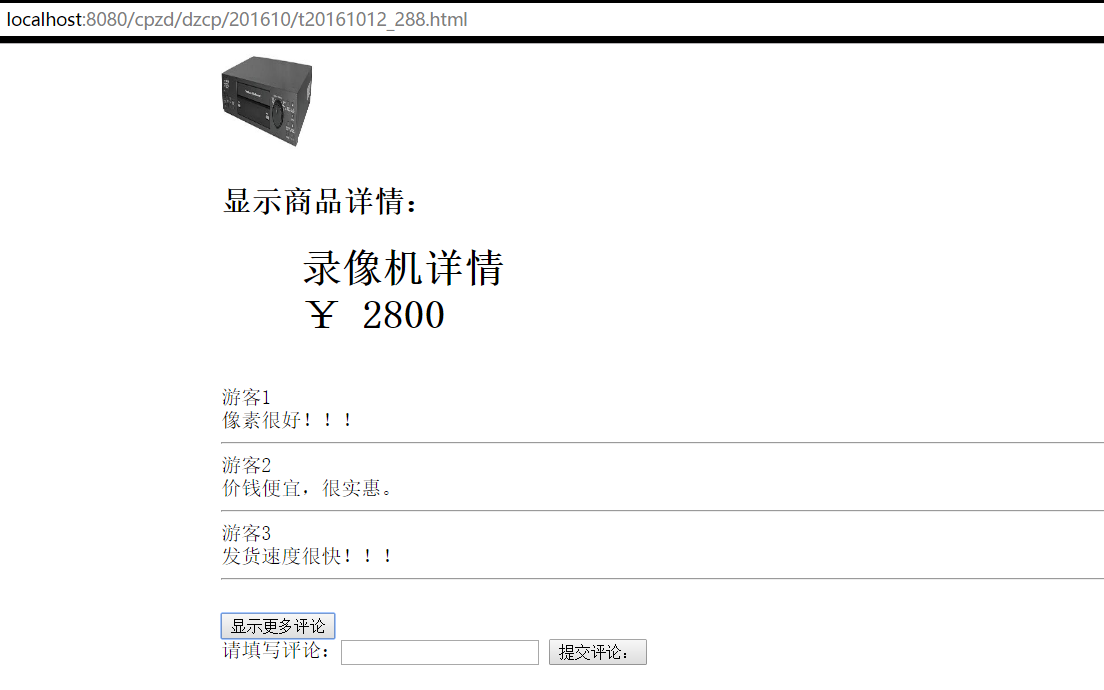 localhost:8080/cpzd/dzcp/201610/t20161012_288.html
显示商品详情：
录像机详情
￥ 2800
游客1
像素很好！！！
游客2
价钱便宜，很实惠。
游客3
发货速度很快！！！
显示更多评论
请填写评论： 提交评论：